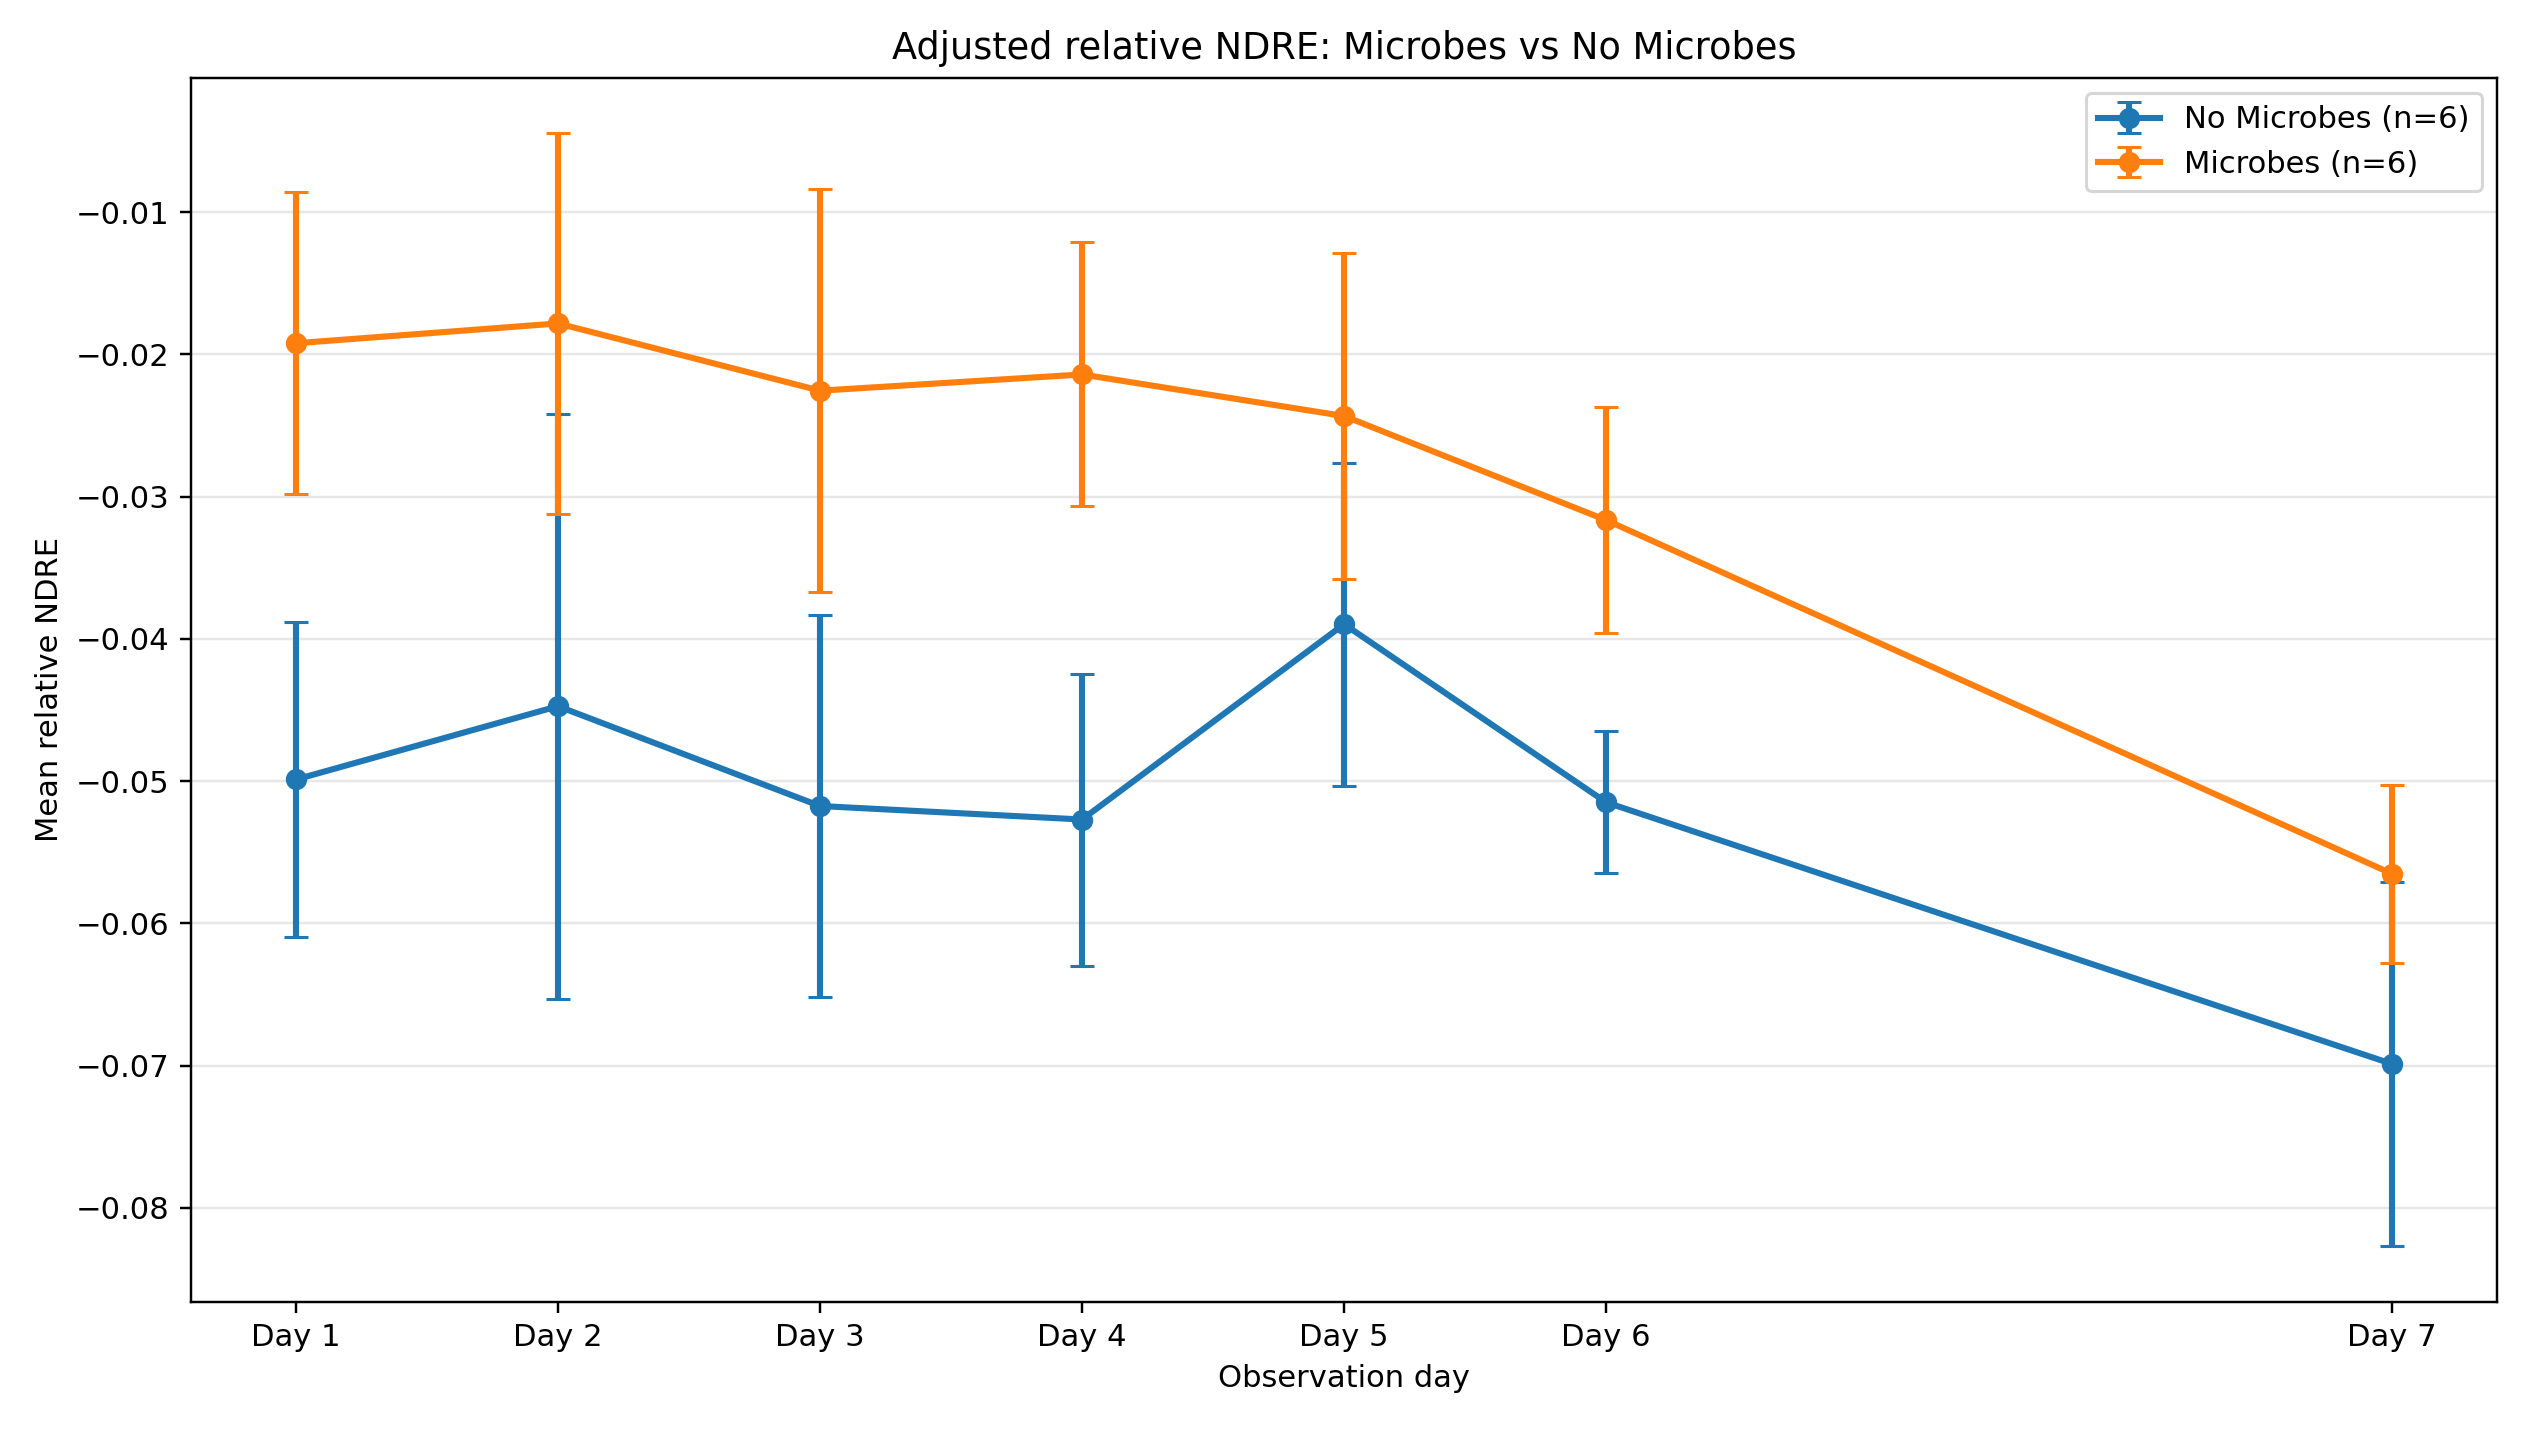 Adjusted relative NDRE: Microbes vs No Microbes
No Microbes (n=6)
Microbes (n=6)
Mean relative NDRE
−0.01
−0.02
−0.03
−0.04
−0.05
−0.06
−0.07
−0.08
Day 1 Day 2 Day 3 Day 4 Day 5 Day 6 Day 7
Observation day